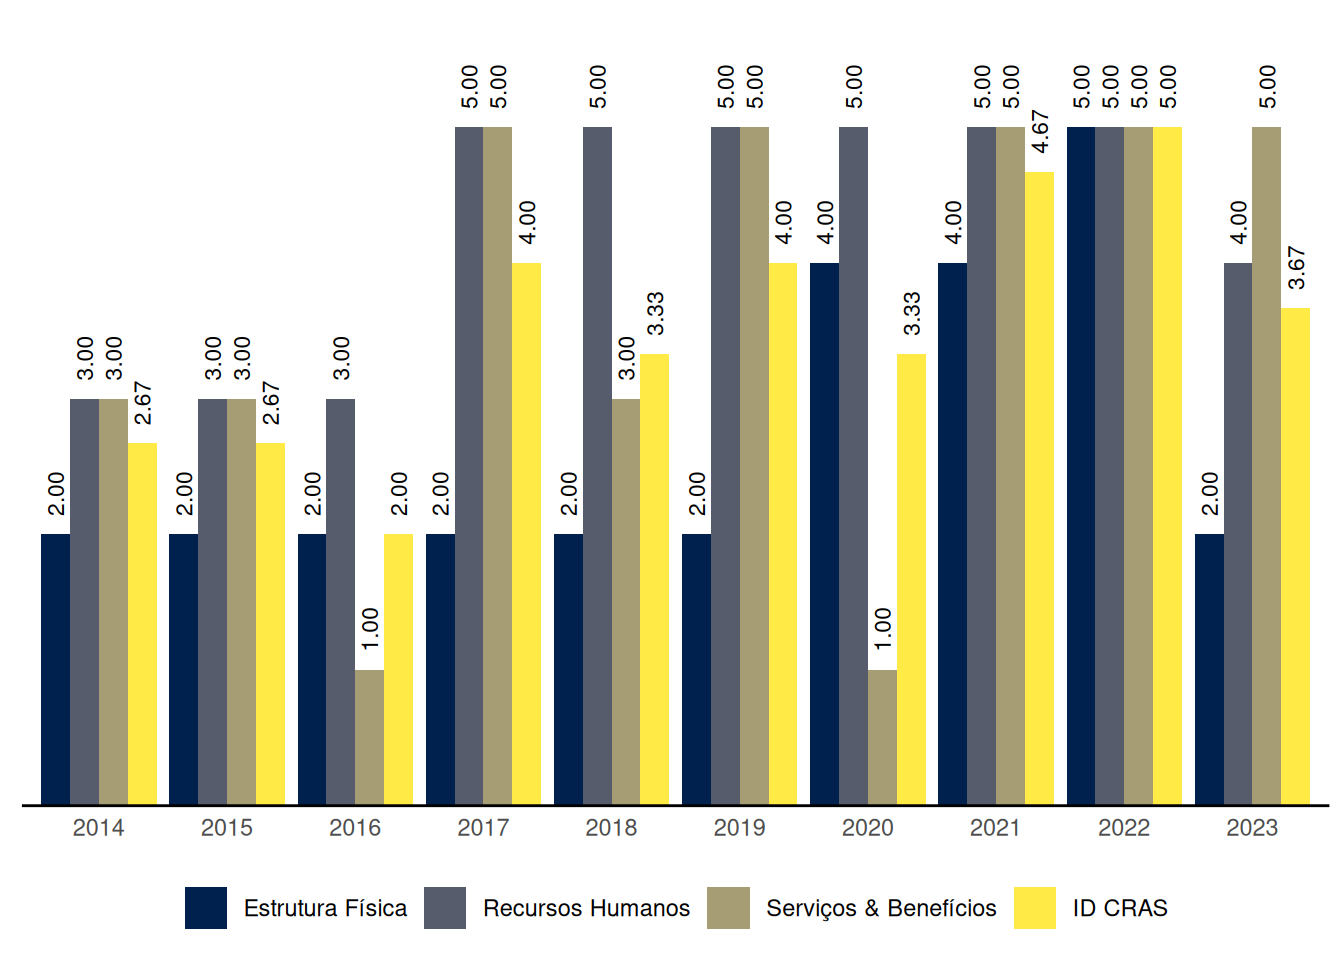 2.00 3.00 3.00 2.67
2.00 3.00 3.00 2.67
2.00 3.00 1.00 2.00
2.00 5.00 5.00 4.00
2.00 5.00 3.00 3.33
2.00 5.00 5.00 4.00
4.00 5.00 1.00 3.33
4.00 5.00 5.00 4.67
5.00 5.00 5.00 5.00
2.00 4.00 5.00 3.67
2014 2015 2016 2017 2018 2019 2020 2021 2022 2023
Estrutura Física Recursos Humanos Serviços & Benefícios ID CRAS